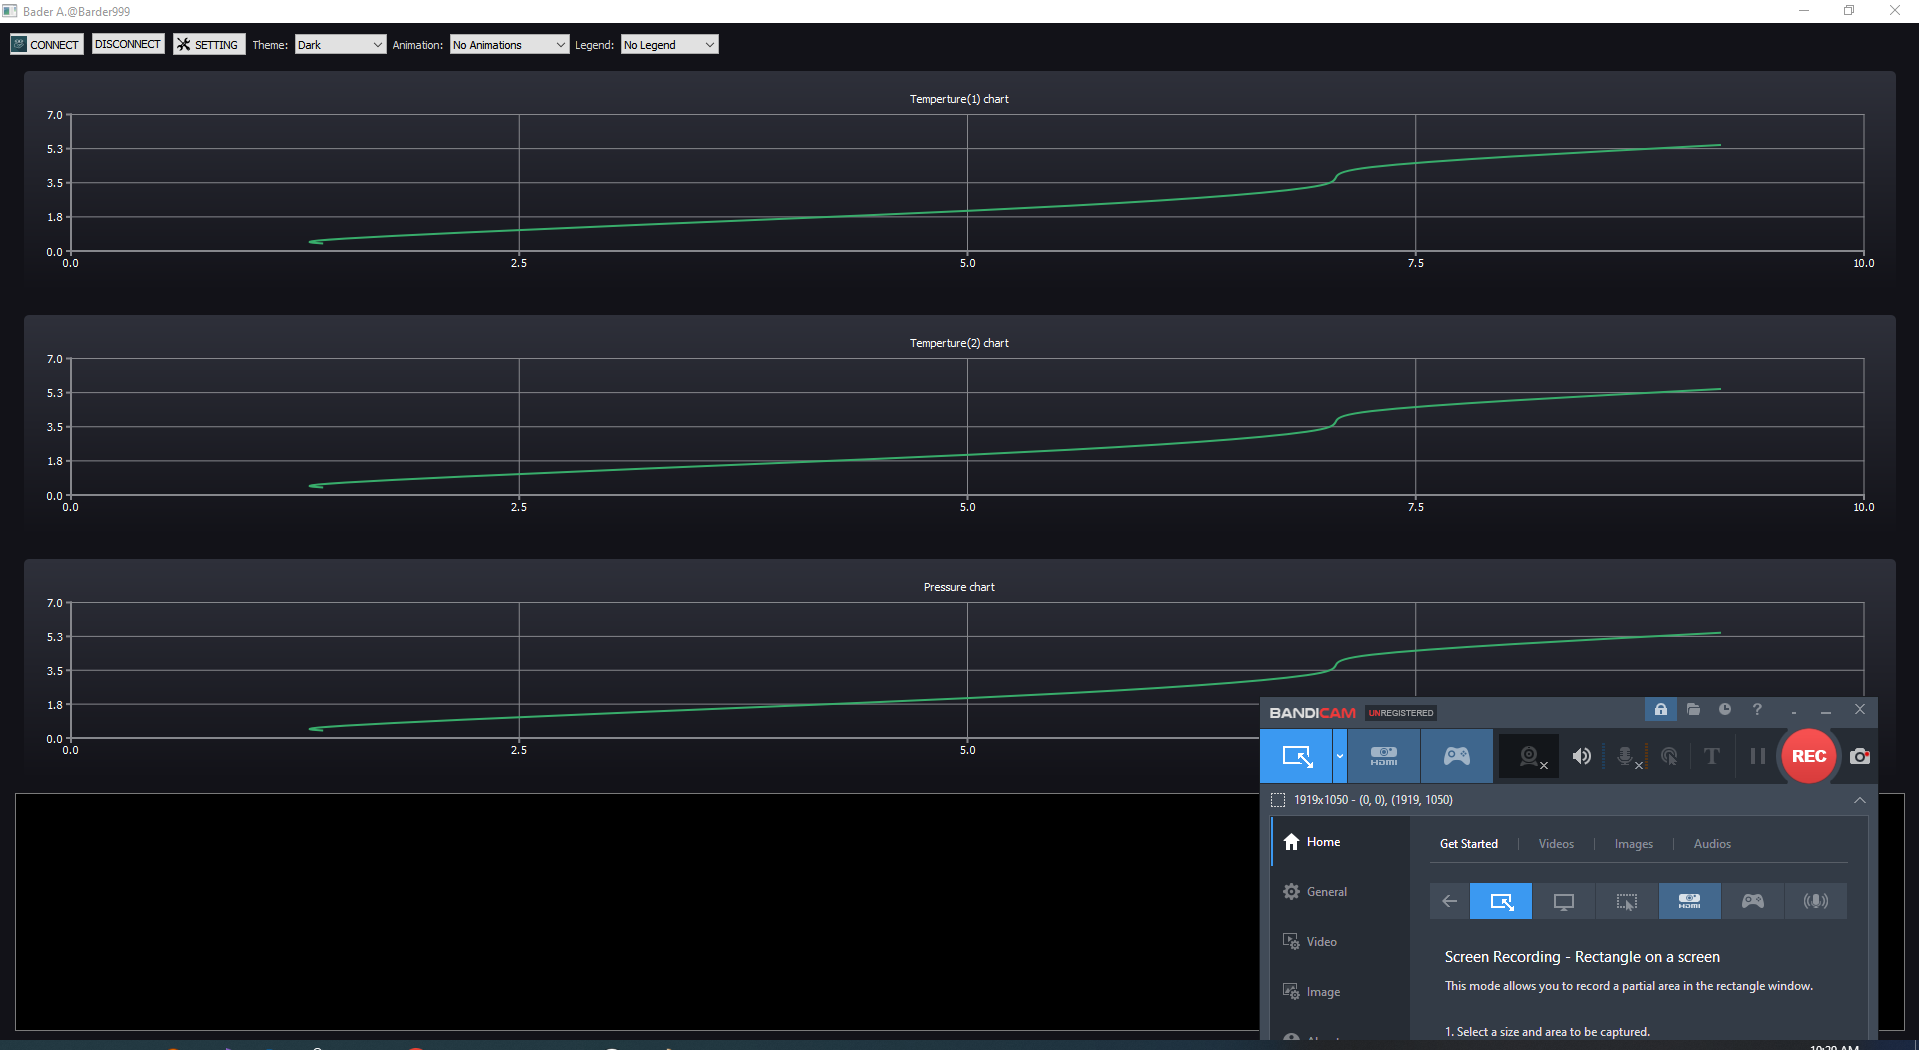 Bader A.@Barder999
CONNECT DISCONNECT SETTING Theme: Dark Animation: No Animations Legend: No Legend
Temperture(1) chart
7.0
5.3
3.5
1.8
0.0
0.0 2.5 5.0 7.5 10.0
Temperture(2) chart
7.0
5.3
3.5
1.8
0.0
0.0 2.5 5.0 7.5 10.0
Pressure chart
7.0
5.3
3.5
1.8
0.0
0.0 2.5 5.0
BANDICAM UNREGISTERED ?
HDMI T REC
1919x1050 - (0, 0), (1919, 1050)
Home
General
Video
Image
Get Started Videos Images Audios
HDMI
Screen Recording - Rectangle on a screen
This mode allows you to record a partial area in the rectangle window.
1. Select a size and area to be captured.